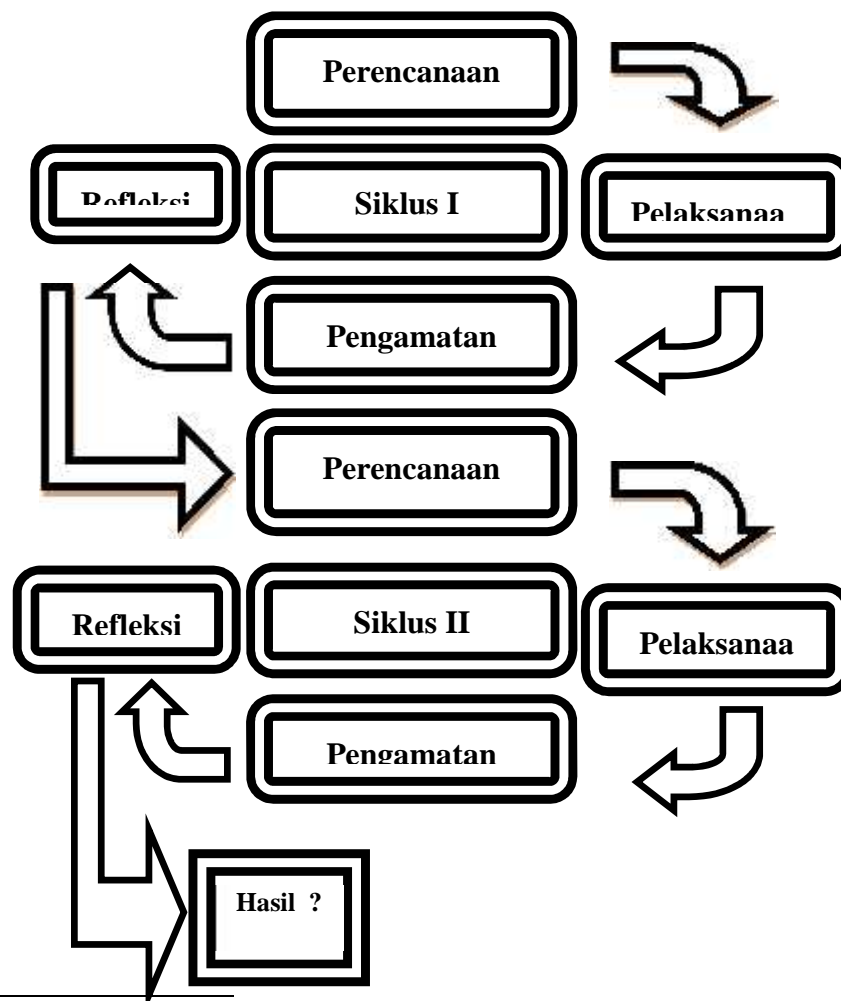 Perencanaan
Refleksi
Siklus I
Pelaksanaa
Pengamatan
Perencanaan
Refleksi
Siklus II
Pelaksanaa
Pengamatan
Hasil ?